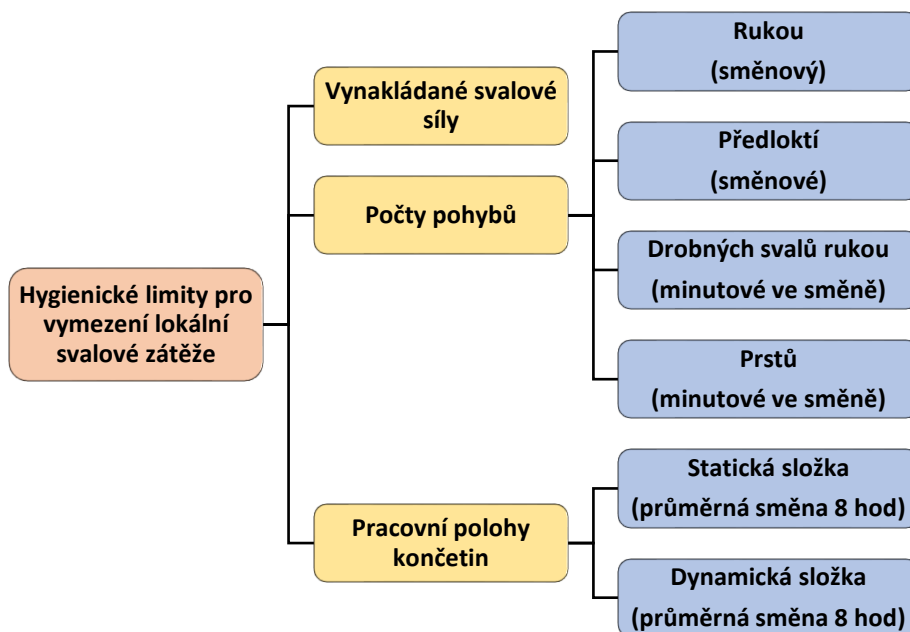 Hygienické limity pro
vymezení lokální
svalové zátěže
Vynakládané svalové
síly
Počty pohybů
Rukou
(směnový)
Předloktí
(směnové)
Drobných svalů rukou
(minutové ve směně)
Prstů
(minutové ve směně)
Pracovní polohy
končetin
Statická složka
(průměrná směna 8 hod)
Dynamická složka
(průměrná směna 8 hod)